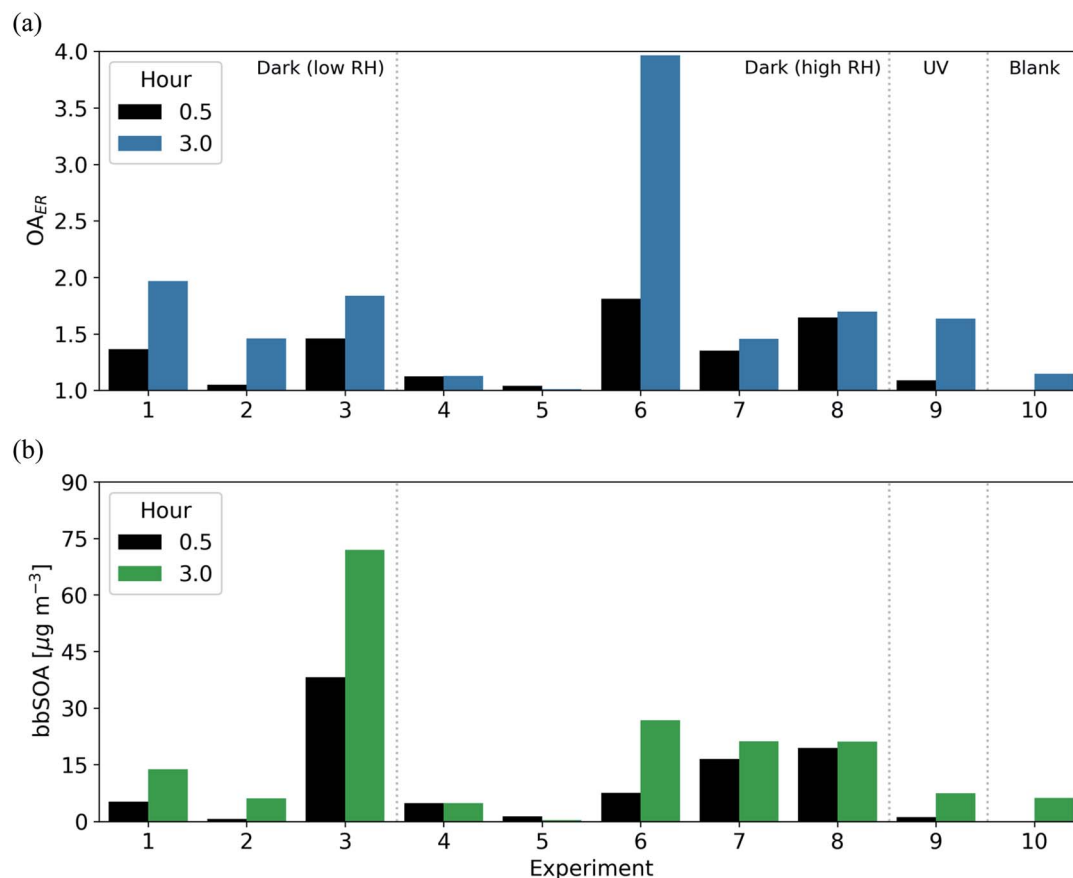 (a)
4.0
Dark (low RH)
Dark (high RH)
UV
Blank
Hour
0.5
3.0
3.5
3.0
2.5
2.0
1.5
1.0
OA_ER
1 2 3 4 5 6 7 8 9 10
(b)
90
Hour
0.5
3.0
75
60
45
30
15
0
bbSOA [μg m⁻³]
1 2 3 4 5 6 7 8 9 10
Experiment